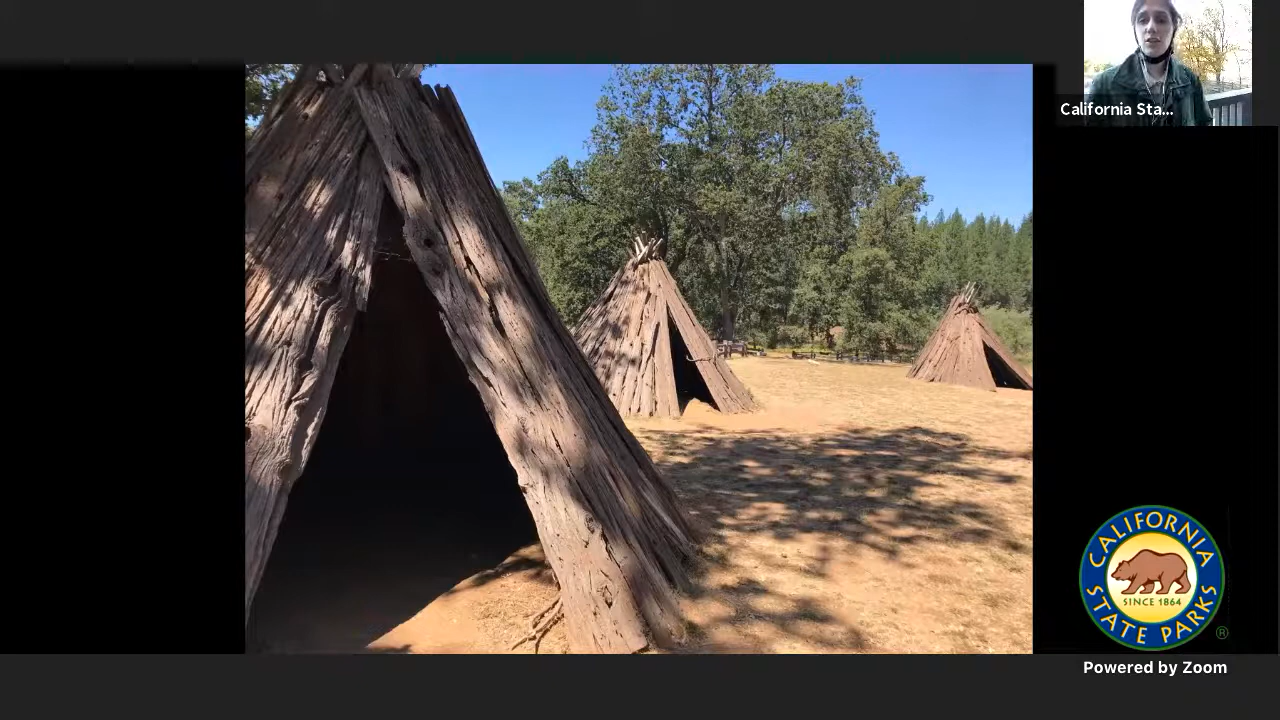 California Sta...
CALIFORNIA
SINCE 1864
STATE PARKS
®
Powered by Zoom